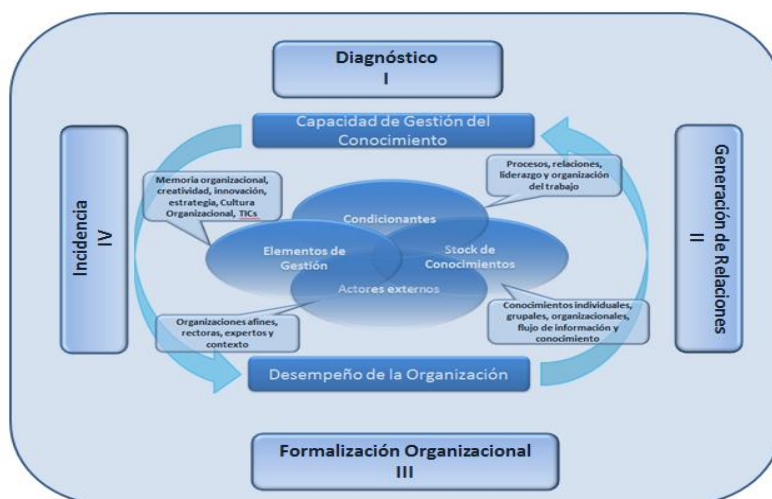 Diagnóstico
I
Capacidad de Gestión del
Conocimiento
Procesos, relaciones,
liderazgo y organización
del trabajo
Memoria organizacional,
creatividad, innovación,
estrategia, Cultura
Organizacional, TICs
Condicionantes
Elementos de
Gestión
Stock de
Conocimientos
Actores externos
Organizaciones afines,
rectoras, expertos y
contexto
Conocimientos individuales,
grupales, organizacionales,
flujo de información y
conocimiento
Desempeño de la Organización
Incidencia
IV
Generación de Relaciones
II
Formalización Organizacional
III